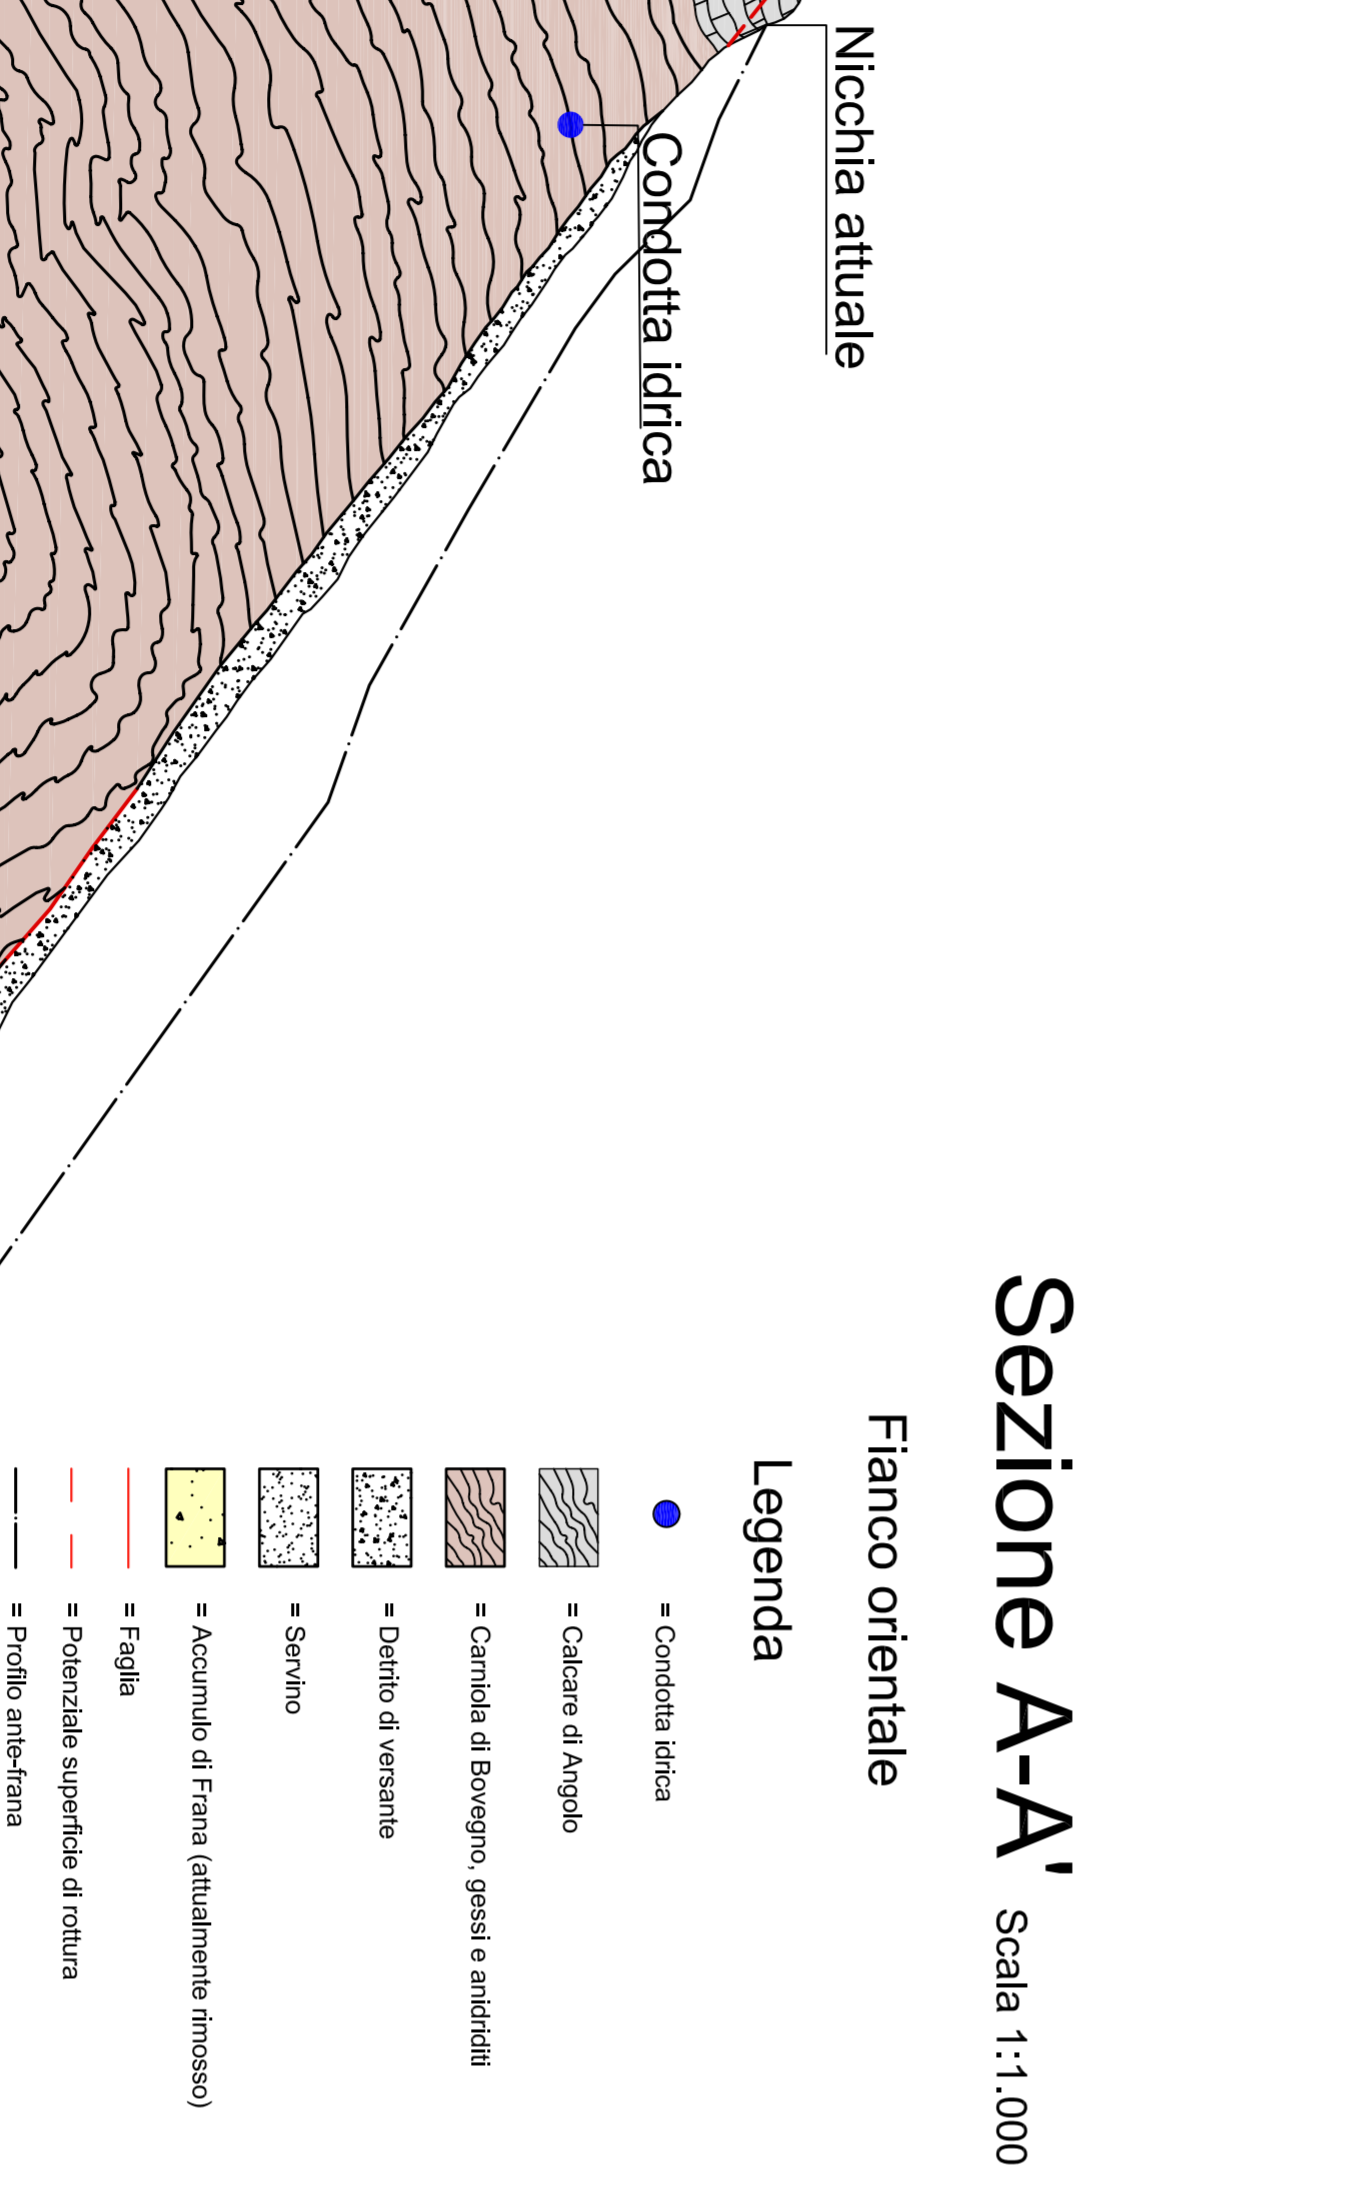 Sezione A-A' Scala 1:1.000
Fianco orientale
Nicchia attuale
Condotta idrica
Legenda
= Condotta idrica
= Calcare di Angolo
= Carniola di Bovegno, gessi e anidriditi
= Detrito di versante
= Servino
= Accumulo di Frana (attualmente rimosso)
= Faglia
= Potenziale superficie di rottura
= Profilo ante-frana